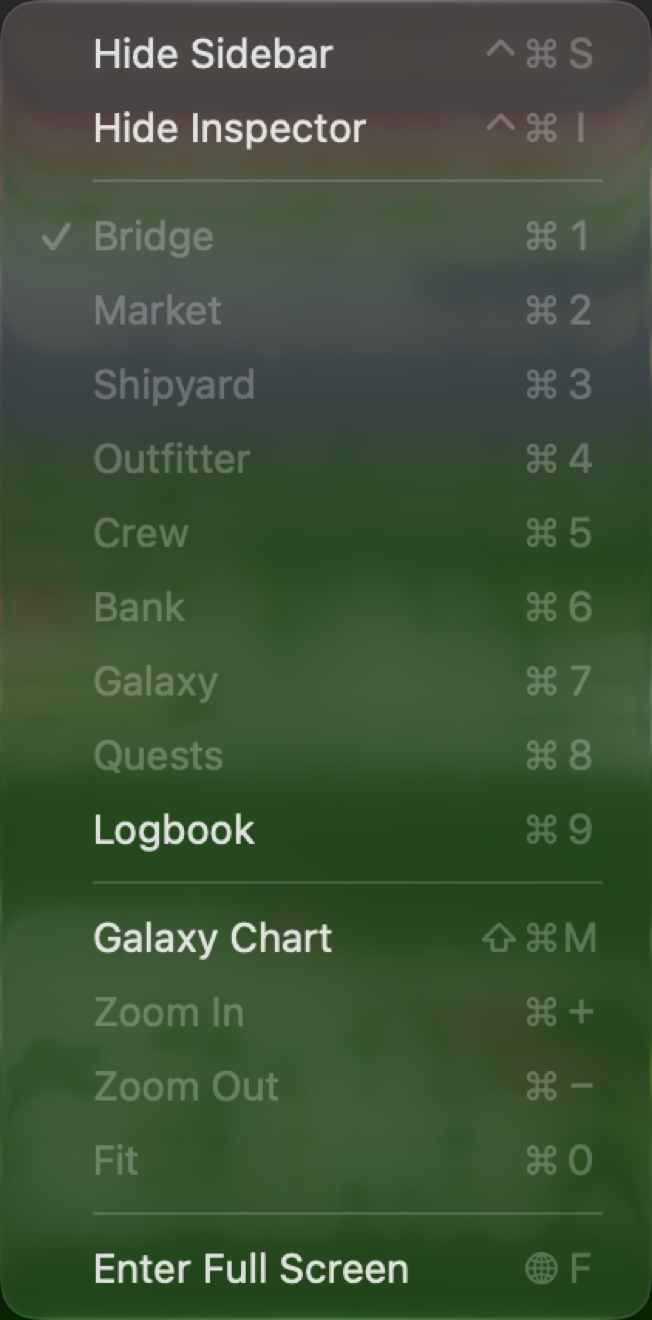 Hide Sidebar ^⌘S
Hide Inspector ^⌘I
✓ Bridge ⌘1
Market ⌘2
Shipyard ⌘3
Outfitter ⌘4
Crew ⌘5
Bank ⌘6
Galaxy ⌘7
Quests ⌘8
Logbook ⌘9
Galaxy Chart ⇧⌘M
Zoom In ⌘+
Zoom Out ⌘−
Fit ⌘0
Enter Full Screen 🌐F